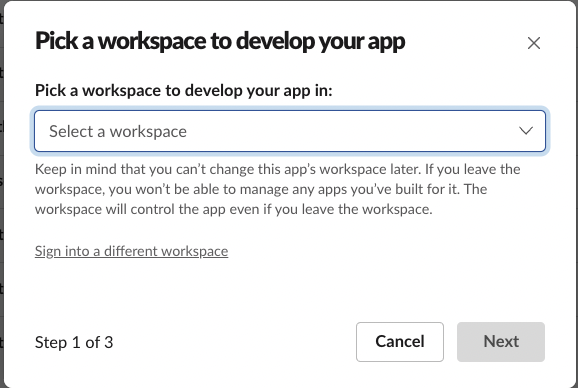 Pick a workspace to develop your app
Pick a workspace to develop your app in:
Select a workspace
Keep in mind that you can't change this app's workspace later. If you leave the
workspace, you won't be able to manage any apps you've built for it. The
workspace will control the app even if you leave the workspace.
Sign into a different workspace
Step 1 of 3
Cancel
Next